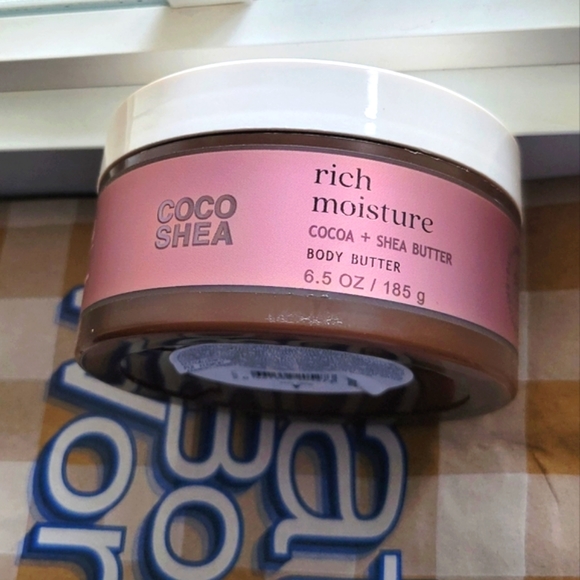 COCO
SHEA
rich
moisture
COCOA + SHEA BUTTER
BODY BUTTER
6.5 OZ / 185 g